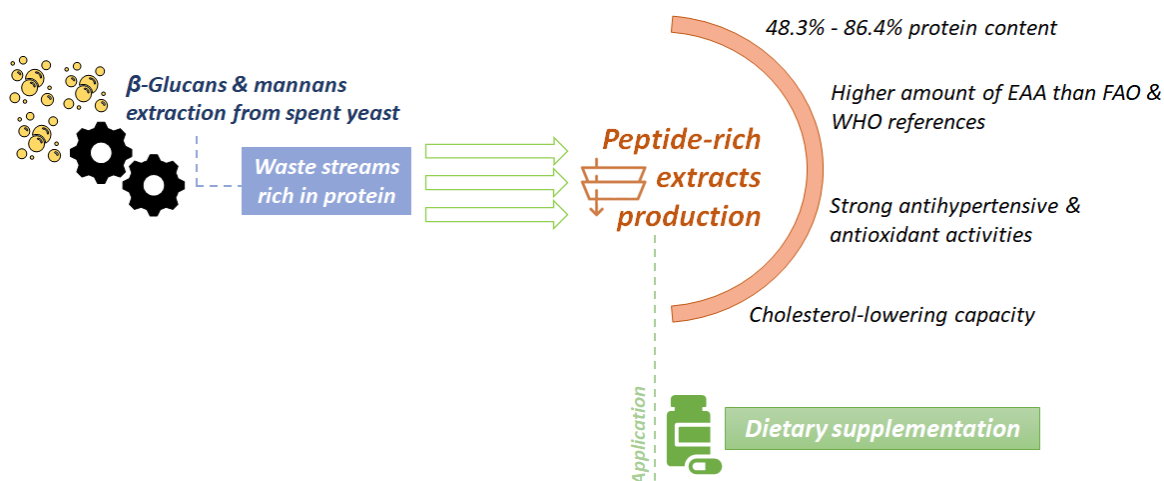 β-Glucans & mannans
extraction from spent yeast
Waste streams
rich in protein
Peptide-rich
extracts
production
48.3% - 86.4% protein content
Higher amount of EAA than FAO &
WHO references
Strong antihypertensive &
antioxidant activities
Cholesterol-lowering capacity
Application
Dietary supplementation